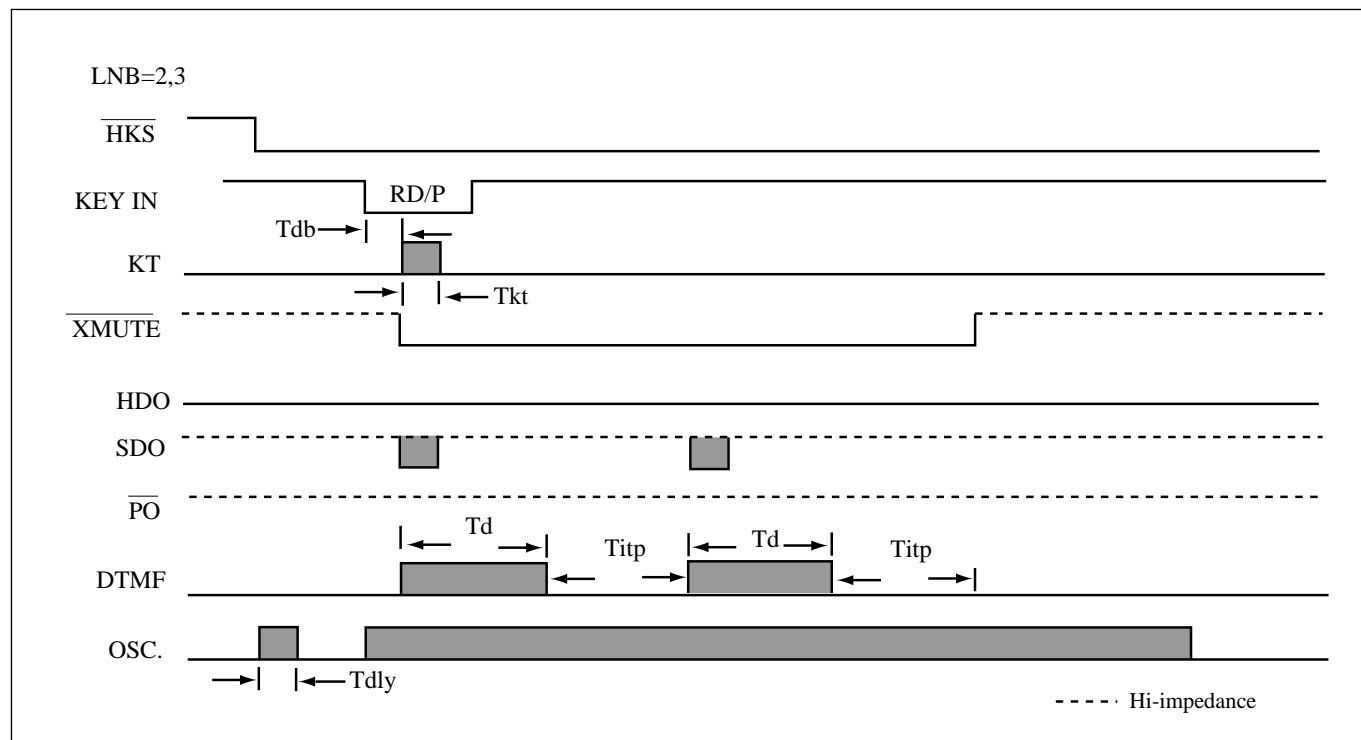 LNB=2,3
HKS
KEY IN
RD/P
Tdb
KT
Tkt
XMUTE
HDO
SDO
PO
Td
Titp
Td
Titp
DTMF
OSC.
Tdly
Hi-impedance